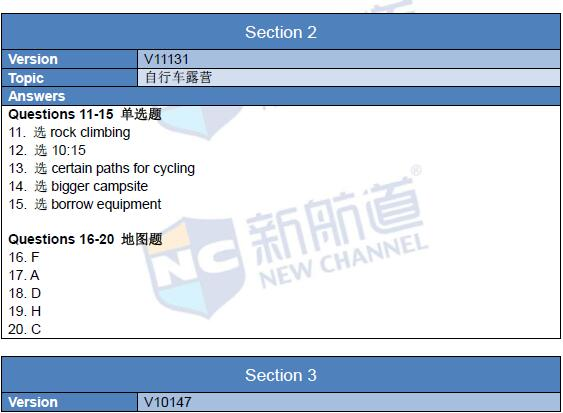 Section 2
Version V11131
Topic 自行车露营
Answers
Questions 11-15 单选题
11. 选 rock climbing
12. 选 10:15
13. 选 certain paths for cycling
14. 选 bigger campsite
15. 选 borrow equipment
新航道®
NC NEW CHANNEL
Questions 16-20 地图题
16. F
17. A
18. D
19. H
20. C
Section 3
Version V10147